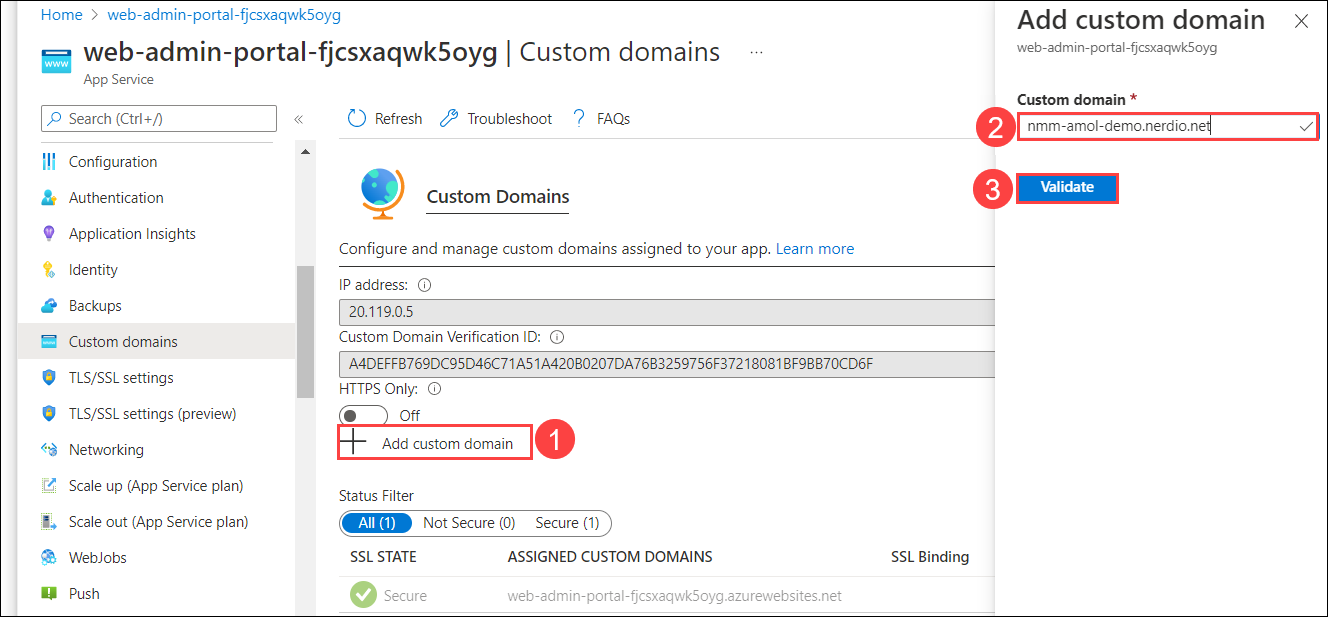 Home > web-admin-portal-fjcsxaqwk5oyg
web-admin-portal-fjcsxaqwk5oyg | Custom domains ...
App Service
Search (Ctrl+/) «
Configuration
Authentication
Application Insights
Identity
Backups
Custom domains
TLS/SSL settings
TLS/SSL settings (preview)
Networking
Scale up (App Service plan)
Scale out (App Service plan)
WebJobs
Push
Refresh Troubleshoot ? FAQs
Custom Domains
Configure and manage custom domains assigned to your app. Learn more
IP address:
20.119.0.5
Custom Domain Verification ID:
A4DEFFB769DC95D46C71A51A420B0207DA76B3259756F37218081BF9BB70CD6F
HTTPS Only:
Off
Add custom domain 1
Status Filter
All (1) Not Secure (0) Secure (1)
SSL STATE ASSIGNED CUSTOM DOMAINS SSL Binding
Secure web-admin-portal-fjcsxaqwk5oyg.azurewebsites.net
Add custom domain
web-admin-portal-fjcsxaqwk5oyg
Custom domain *
2 nmm-amol-demo.nerdio.net
3 Validate